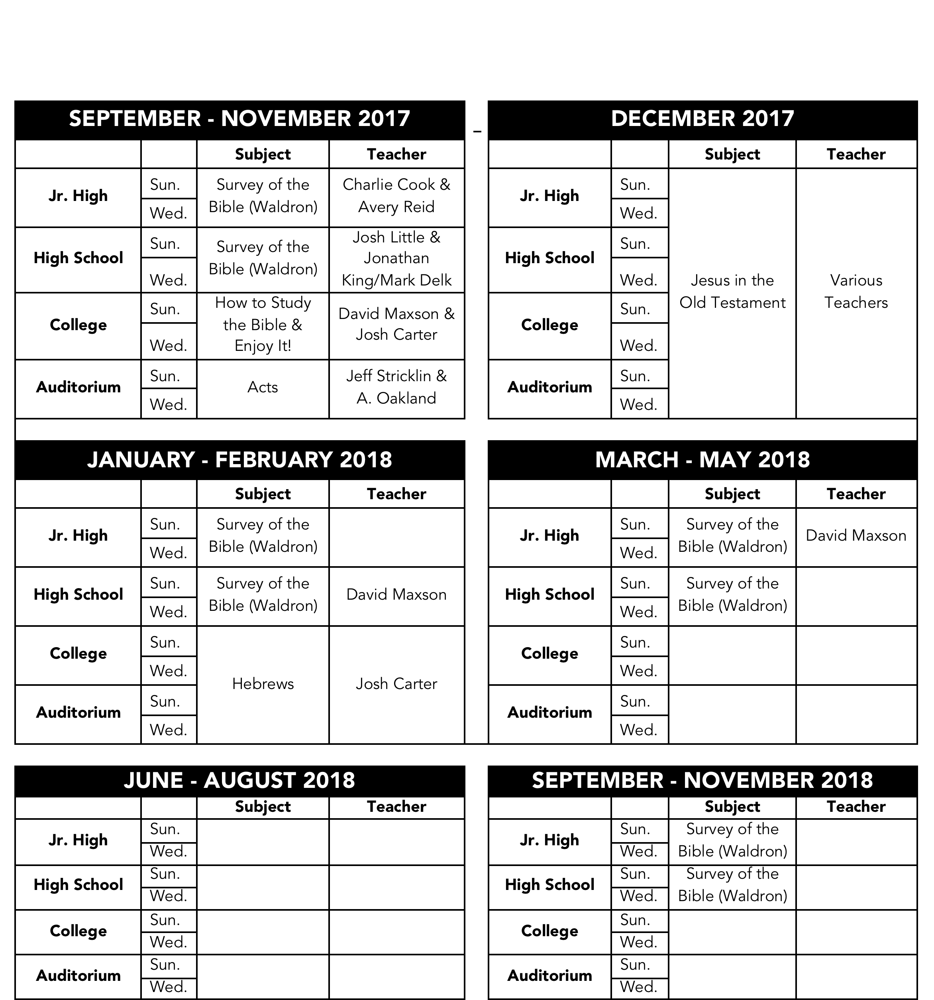 SEPTEMBER - NOVEMBER 2017
Subject
Teacher
Jr. High
Sun.
Wed.
Survey of the
Bible (Waldron)
Charlie Cook &
Avery Reid
High School
Sun.
Wed.
Survey of the
Bible (Waldron)
Josh Little &
Jonathan
King/Mark Delk
College
Sun.
Wed.
How to Study
the Bible &
Enjoy It!
David Maxson &
Josh Carter
Auditorium
Sun.
Wed.
Acts
Jeff Stricklin &
A. Oakland
–
DECEMBER 2017
Subject
Teacher
Jr. High
Sun.
Wed.
High School
Sun.
Wed.
College
Sun.
Wed.
Auditorium
Sun.
Wed.
Jesus in the
Old Testament
Various
Teachers
JANUARY - FEBRUARY 2018
Subject
Teacher
Jr. High
Sun.
Wed.
Survey of the
Bible (Waldron)
High School
Sun.
Wed.
Survey of the
Bible (Waldron)
David Maxson
College
Sun.
Wed.
Auditorium
Sun.
Wed.
Hebrews
Josh Carter
MARCH - MAY 2018
Subject
Teacher
Jr. High
Sun.
Wed.
Survey of the
Bible (Waldron)
David Maxson
High School
Sun.
Wed.
Survey of the
Bible (Waldron)
College
Sun.
Wed.
Auditorium
Sun.
Wed.
JUNE - AUGUST 2018
Subject
Teacher
Jr. High
Sun.
Wed.
High School
Sun.
Wed.
College
Sun.
Wed.
Auditorium
Sun.
Wed.
SEPTEMBER - NOVEMBER 2018
Subject
Teacher
Jr. High
Sun.
Wed.
Survey of the
Bible (Waldron)
High School
Sun.
Wed.
Survey of the
Bible (Waldron)
College
Sun.
Wed.
Auditorium
Sun.
Wed.